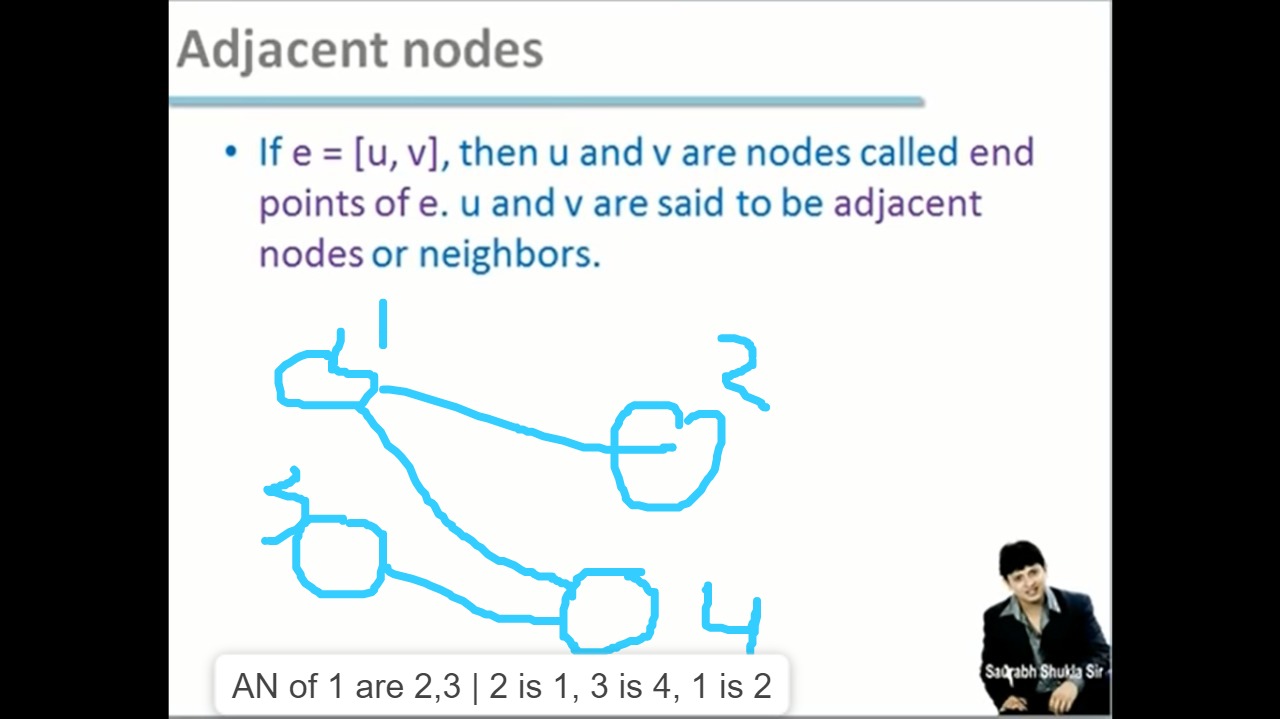 Adjacent nodes
• If e = [u, v], then u and v are nodes called end
points of e. u and v are said to be adjacent
nodes or neighbors.
1
2
3
4
Saurabh Shukla Sir
AN of 1 are 2,3 | 2 is 1, 3 is 4, 1 is 2